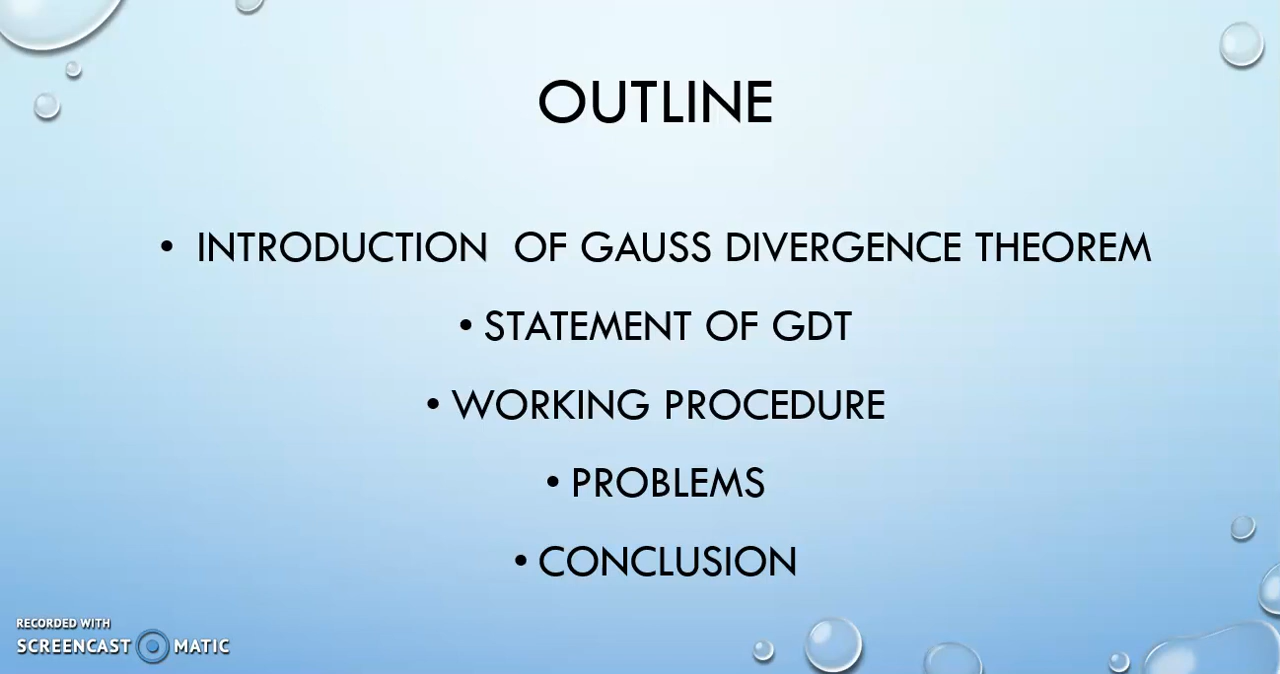 OUTLINE
• INTRODUCTION OF GAUSS DIVERGENCE THEOREM
• STATEMENT OF GDT
• WORKING PROCEDURE
• PROBLEMS
• CONCLUSION
RECORDED WITH
SCREENCAST MATIC